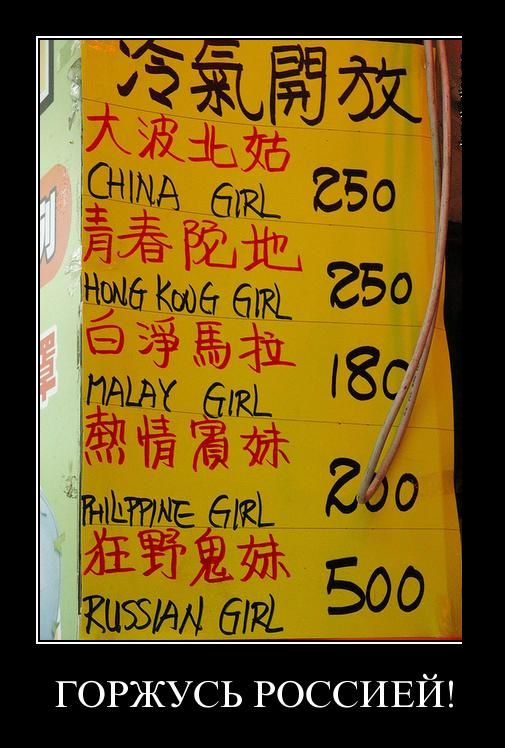 冷氣開放
大波北姑
CHINA GIRL 250
青春陀地
HONG KOUG GIRL 250
白淨馬拉
MALAY GIRL 180
熱情賓妹
PHILIPPINE GIRL 200
狂野鬼妹
RUSSIAN GIRL 500
ГОРЖУСЬ РОССИЕЙ!